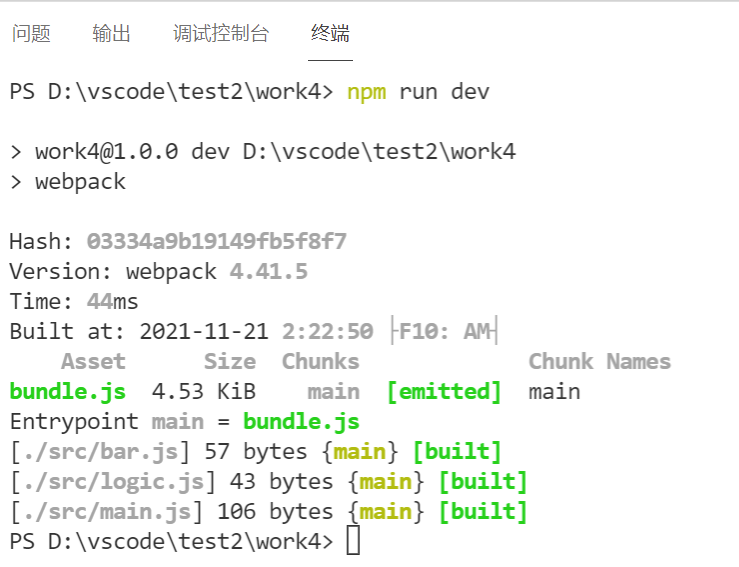 问题 输出 调试控制台 终端
PS D:\vscode\test2\work4> npm run dev
> work4@1.0.0 dev D:\vscode\test2\work4
> webpack
Hash: 03334a9b19149fb5f8f7
Version: webpack 4.41.5
Time: 44ms
Built at: 2021-11-21 2:22:50 ├F10: AM┤
Asset Size Chunks Chunk Names
bundle.js 4.53 KiB main [emitted] main
Entrypoint main = bundle.js
[./src/bar.js] 57 bytes {main} [built]
[./src/logic.js] 43 bytes {main} [built]
[./src/main.js] 106 bytes {main} [built]
PS D:\vscode\test2\work4>